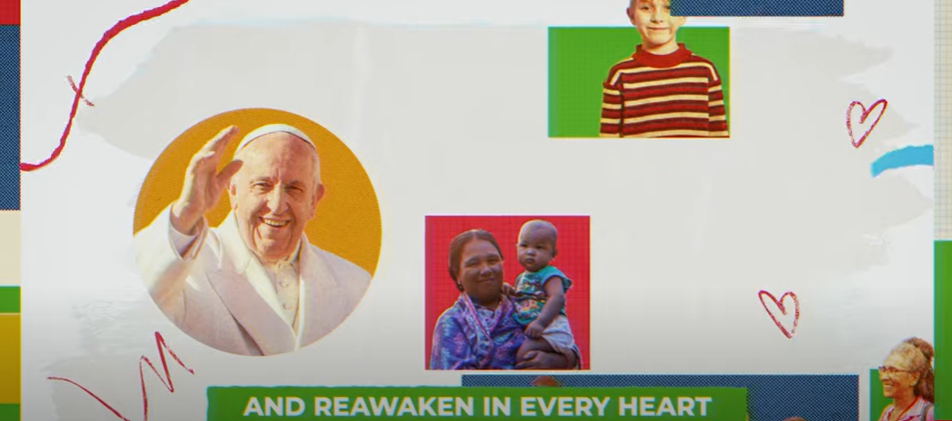 AND REAWAKEN IN EVERY HEART